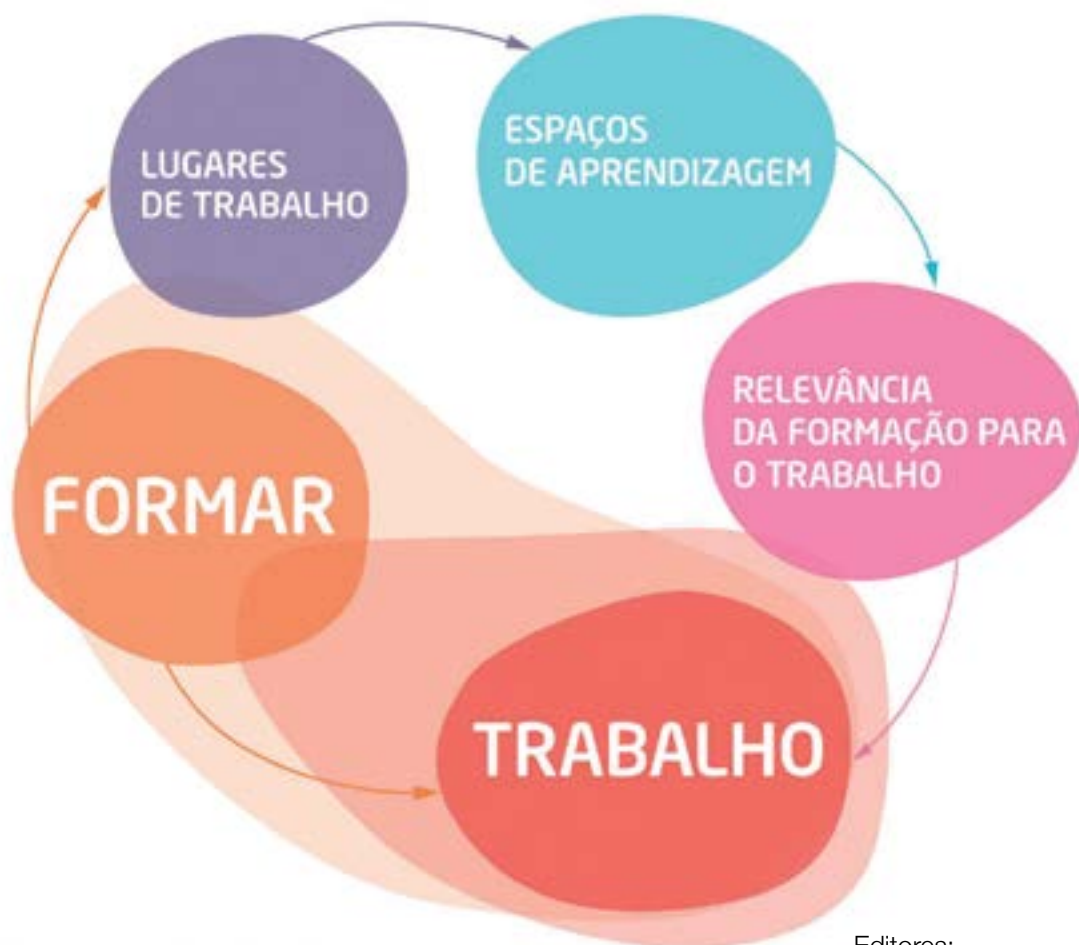 LUGARES
DE TRABALHO
ESPAÇOS
DE APRENDIZAGEM
RELEVÂNCIA
DA FORMAÇÃO PARA
O TRABALHO
FORMAR
TRABALHO
Editores: